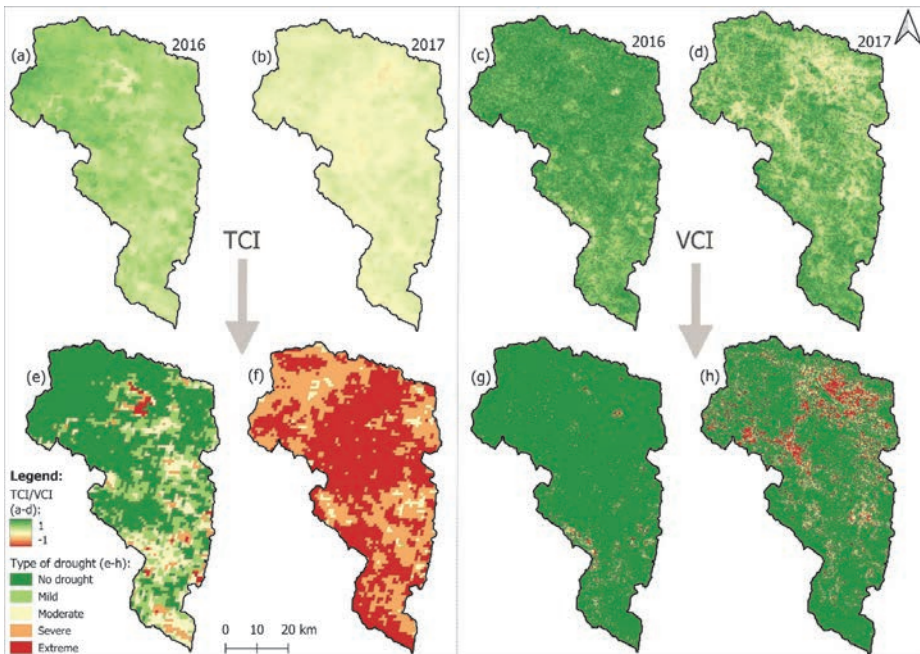 (a)
2016
(b)
2017
(c)
2016
(d)
2017
TCI
VCI
(e)
(f)
(g)
(h)
Legend:
TCI/VCI
(a-d):
1
-1
Type of drought (e-h):
No drought
Mild
Moderate
Severe
Extreme
0 10 20 km